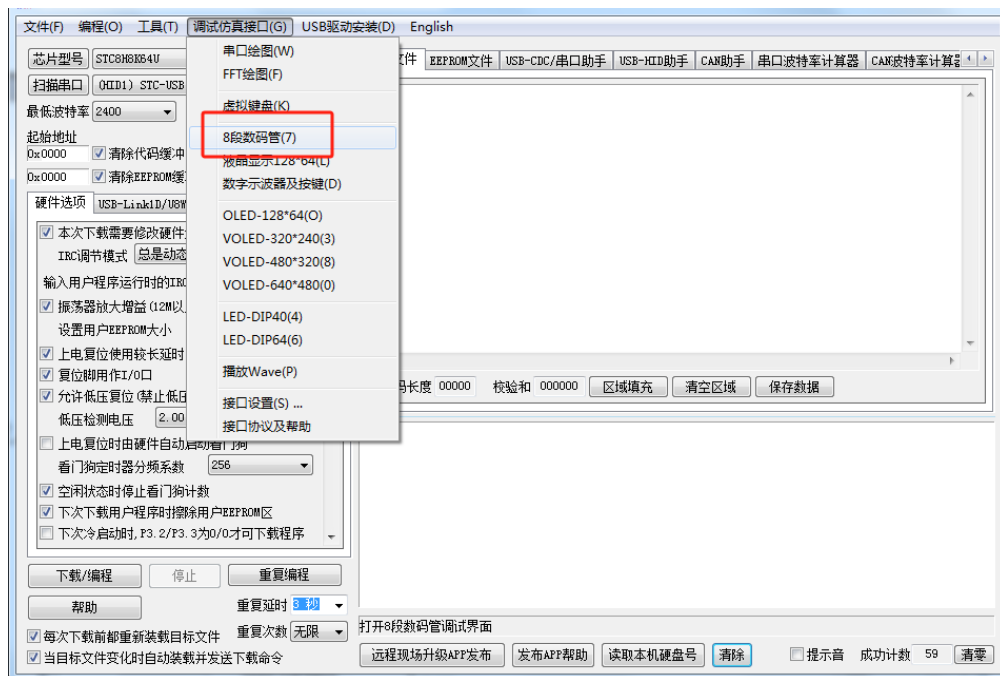 文件(F) 编程(O) 工具(T) 调试仿真接口(G) USB驱动安装(D) English
芯片型号 STC8H8K64U
扫描串口 (HID1) STC-USB
最低波特率 2400
起始地址
0x0000 清除代码缓冲
0x0000 清除EEPROM缓
硬件选项 USB-Link1D/U8W
本次下载需要修改硬件
IRC调节模式 总是动态
输入用户程序运行时的IRC
振荡器放大增益(12M以
设置用户EEPROM大小
上电复位使用较长延时
复位脚用作I/O口
允许低压复位(禁止低压
低压检测电压 2.00
上电复位时由硬件自动启动看门狗
看门狗定时器分频系数 256
空闲状态时停止看门狗计数
下次下载用户程序时擦除用户EEPROM区
下次冷启动时,P3.2/P3.3为0/0才可下载程序
下载/编程 停止 重复编程
帮助 重复延时 3 秒
每次下载前都重新装载目标文件 重复次数 无限
当目标文件变化时自动装载并发送下载命令
串口绘图(W)
FFT绘图(F)
虚拟键盘(K)
8段数码管(7)
液晶显示128*64(L)
数字示波器及按键(D)
OLED-128*64(O)
VOLED-320*240(3)
VOLED-480*320(8)
VOLED-640*480(0)
LED-DIP40(4)
LED-DIP64(6)
播放Wave(P)
接口设置(S) ...
接口协议及帮助
件 EEPROM文件 USB-CDC/串口助手 USB-HID助手 CAN助手 串口波特率计算器 CAN波特率计算器
码长度 00000 校验和 000000 区域填充 清空区域 保存数据
打开8段数码管调试界面
远程现场升级APP发布 发布APP帮助 读取本机硬盘号 清除 提示音 成功计数 59 清零